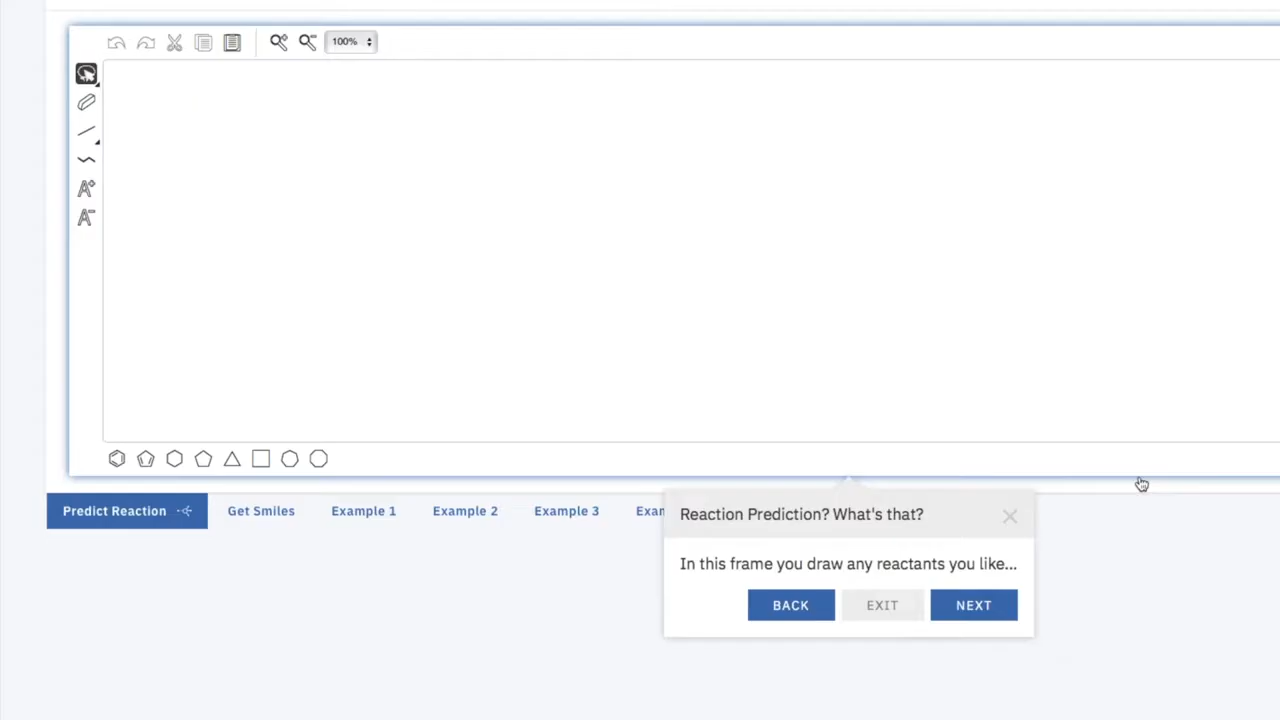 100%
A
A
Predict Reaction Get Smiles Example 1 Example 2 Example 3 Exam
Reaction Prediction? What's that?
In this frame you draw any reactants you like...
BACK EXIT NEXT